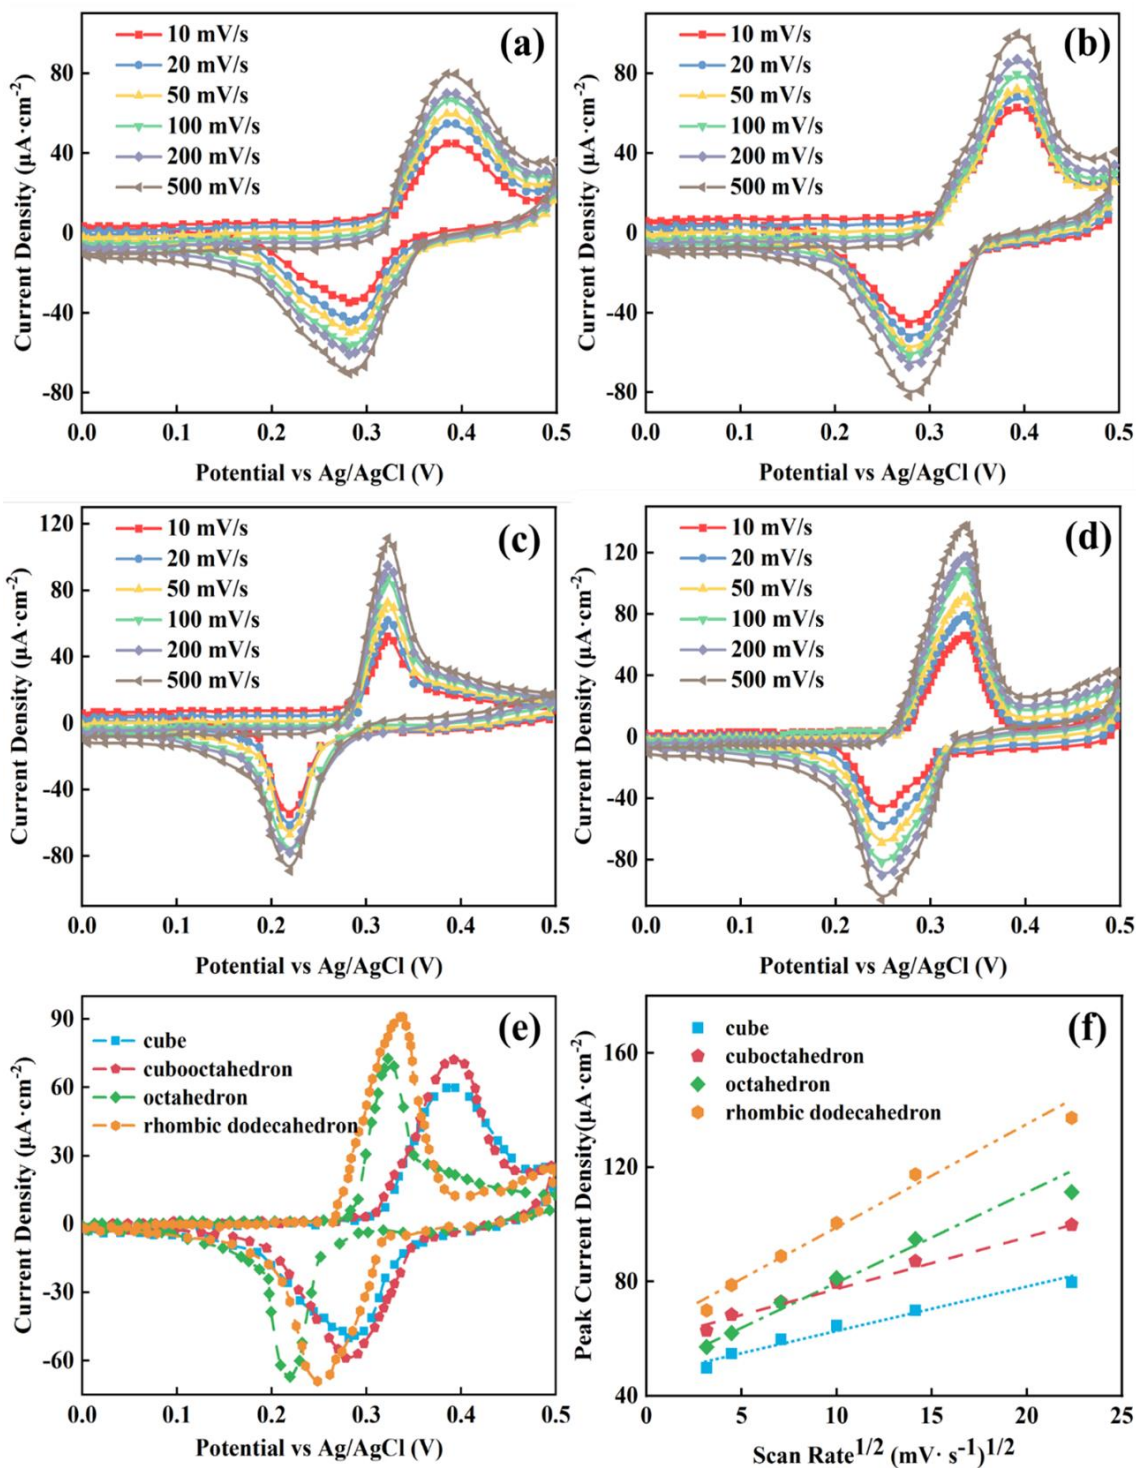 (a)
10 mV/s
20 mV/s
50 mV/s
100 mV/s
200 mV/s
500 mV/s
80
40
0
-40
-80
Current Density (μA·cm-2)
0.0 0.1 0.2 0.3 0.4 0.5
Potential vs Ag/AgCl (V)
(b)
10 mV/s
20 mV/s
50 mV/s
100 mV/s
200 mV/s
500 mV/s
80
40
0
-40
-80
Current Density (μA·cm-2)
0.0 0.1 0.2 0.3 0.4 0.5
Potential vs Ag/AgCl (V)
(c)
10 mV/s
20 mV/s
50 mV/s
100 mV/s
200 mV/s
500 mV/s
120
80
40
0
-40
-80
Current Density (μA·cm-2)
0.0 0.1 0.2 0.3 0.4 0.5
Potential vs Ag/AgCl (V)
(d)
10 mV/s
20 mV/s
50 mV/s
100 mV/s
200 mV/s
500 mV/s
120
80
40
0
-40
-80
Current Density (μA·cm-2)
0.0 0.1 0.2 0.3 0.4 0.5
Potential vs Ag/AgCl (V)
(e)
cube
cubooctahedron
octahedron
rhombic dodecahedron
90
60
30
0
-30
-60
Current Density (μA·cm-2)
0.0 0.1 0.2 0.3 0.4 0.5
Potential vs Ag/AgCl (V)
(f)
cube
cuboctahedron
octahedron
rhombic dodecahedron
160
120
80
40
Peak Current Density(μA·cm-2)
0 5 10 15 20 25
Scan Rate1/2 (mV· s-1)1/2